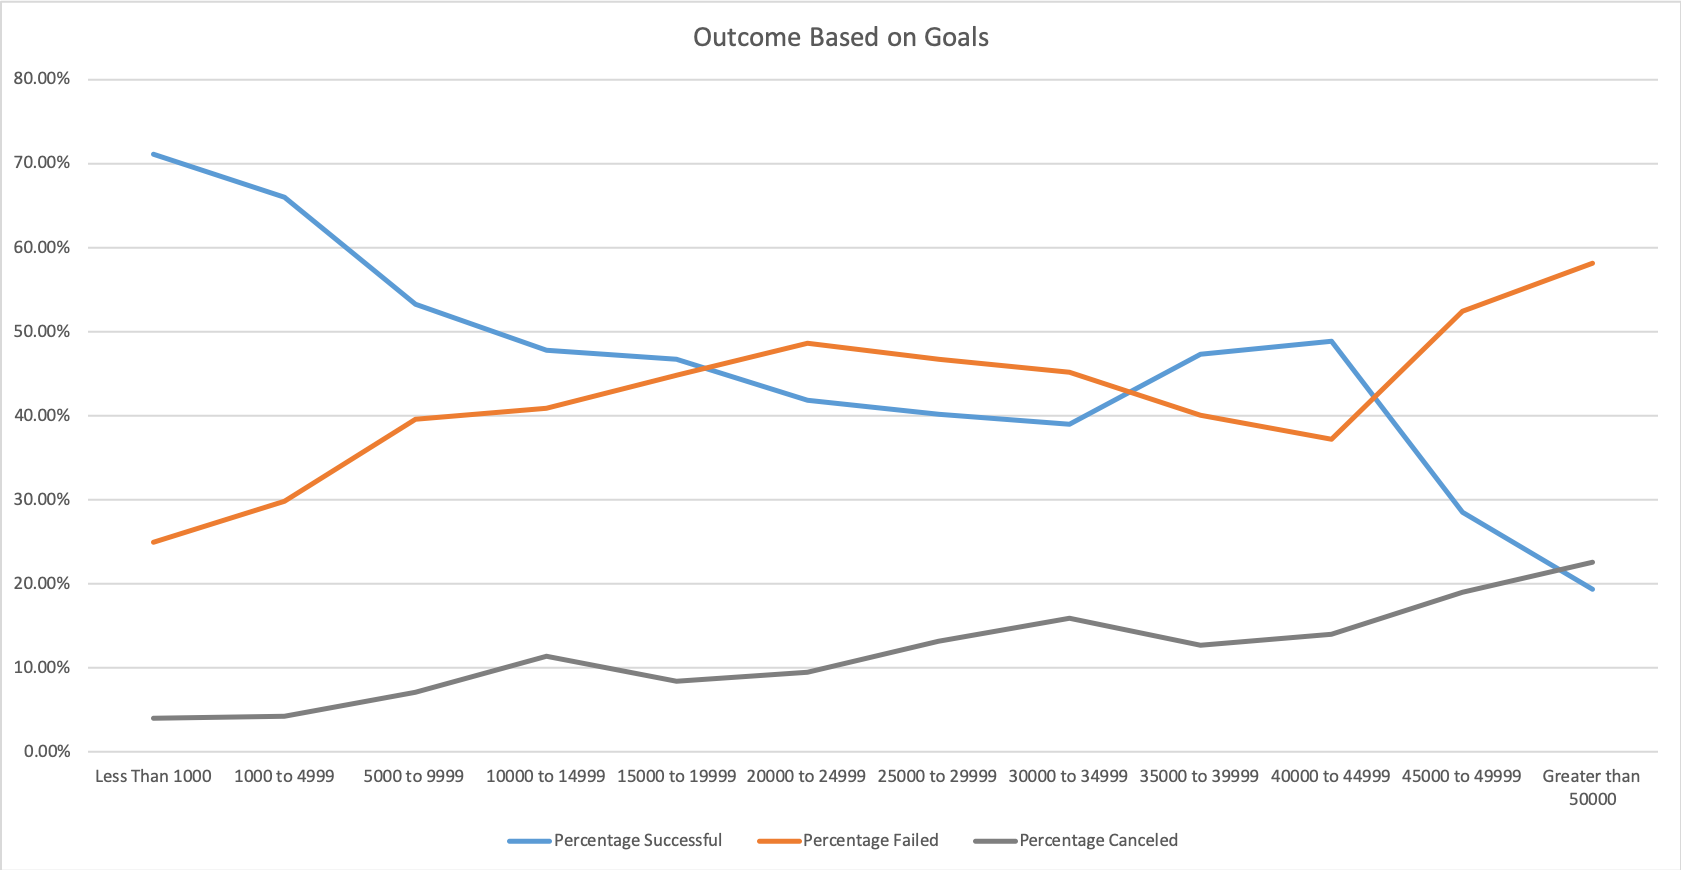 Outcome Based on Goals
80.00%
70.00%
60.00%
50.00%
40.00%
30.00%
20.00%
10.00%
0.00%
Less Than 1000
1000 to 4999
5000 to 9999
10000 to 14999
15000 to 19999
20000 to 24999
25000 to 29999
30000 to 34999
35000 to 39999
40000 to 44999
45000 to 49999
Greater than
50000
Percentage Successful
Percentage Failed
Percentage Canceled